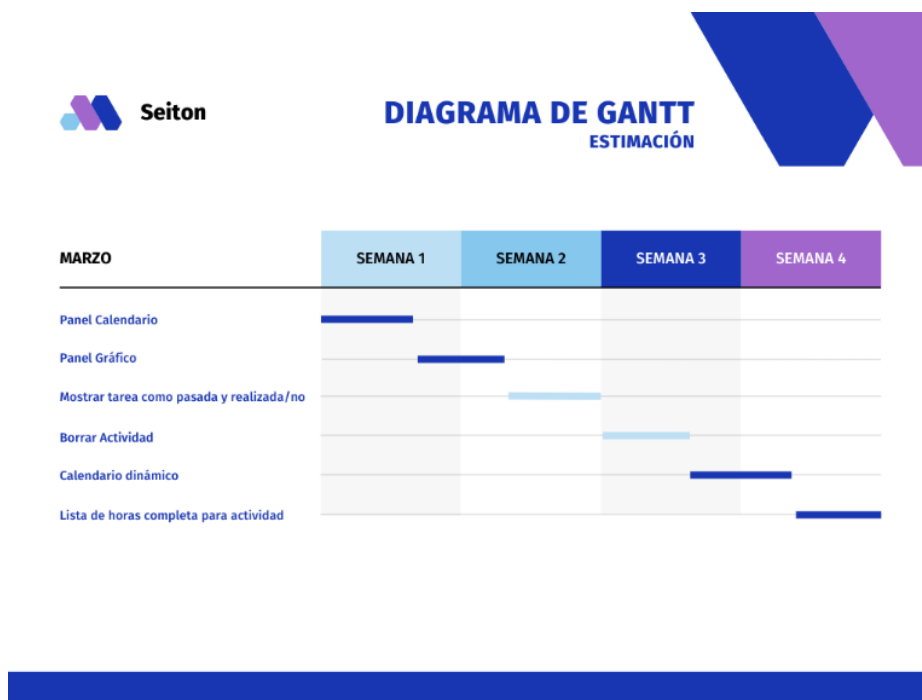 Seiton
DIAGRAMA DE GANTT
ESTIMACIÓN
MARZO
SEMANA 1
SEMANA 2
SEMANA 3
SEMANA 4
Panel Calendario
Panel Gráfico
Mostrar tarea como pasada y realizada/no
Borrar Actividad
Calendario dinámico
Lista de horas completa para actividad